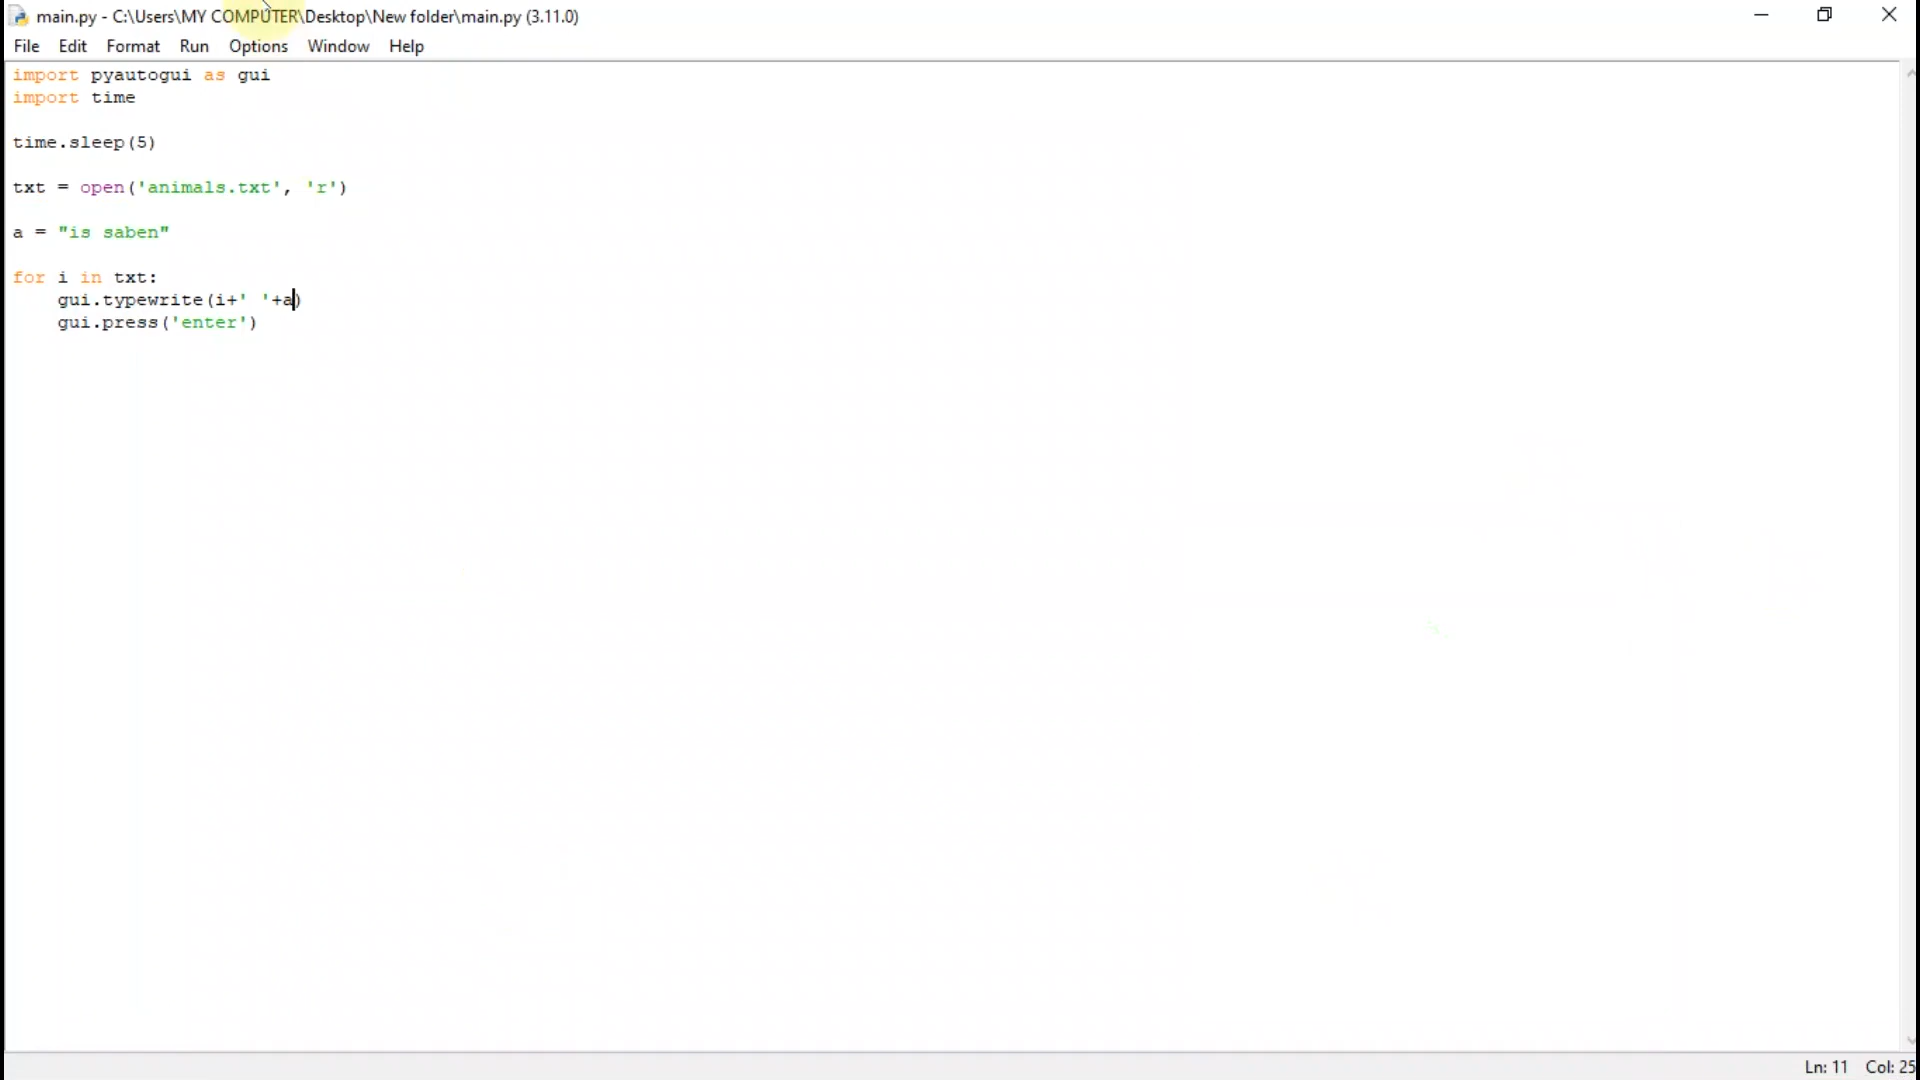 main.py - C:\Users\MY COMPUTER\Desktop\New folder\main.py (3.11.0)
File Edit Format Run Options Window Help
import pyautogui as gui
import time
time.sleep(5)
txt = open('animals.txt', 'r')
a = "is saben"
for i in txt:
    gui.typewrite(i+' '+a)
    gui.press('enter')
Ln: 11 Col: 25